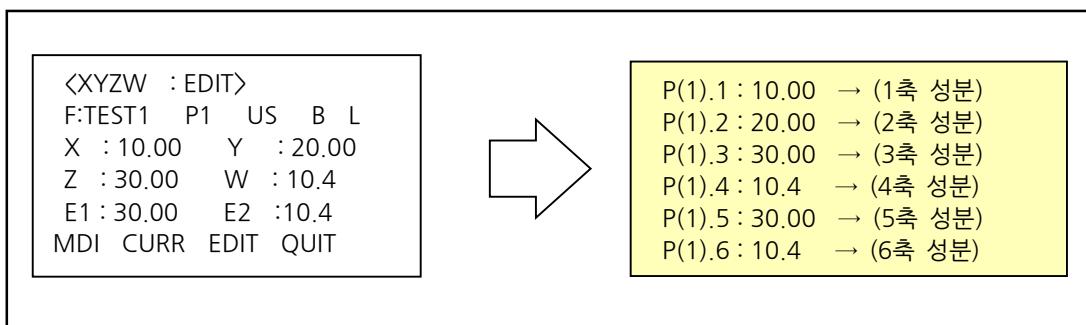 〈XYZW : EDIT〉
F:TEST1 P1 US B L
X : 10.00 Y : 20.00
Z : 30.00 W : 10.4
E1 : 30.00 E2 :10.4
MDI CURR EDIT QUIT
P(1).1 : 10.00 → (1축 성분)
P(1).2 : 20.00 → (2축 성분)
P(1).3 : 30.00 → (3축 성분)
P(1).4 : 10.4 → (4축 성분)
P(1).5 : 30.00 → (5축 성분)
P(1).6 : 10.4 → (6축 성분)